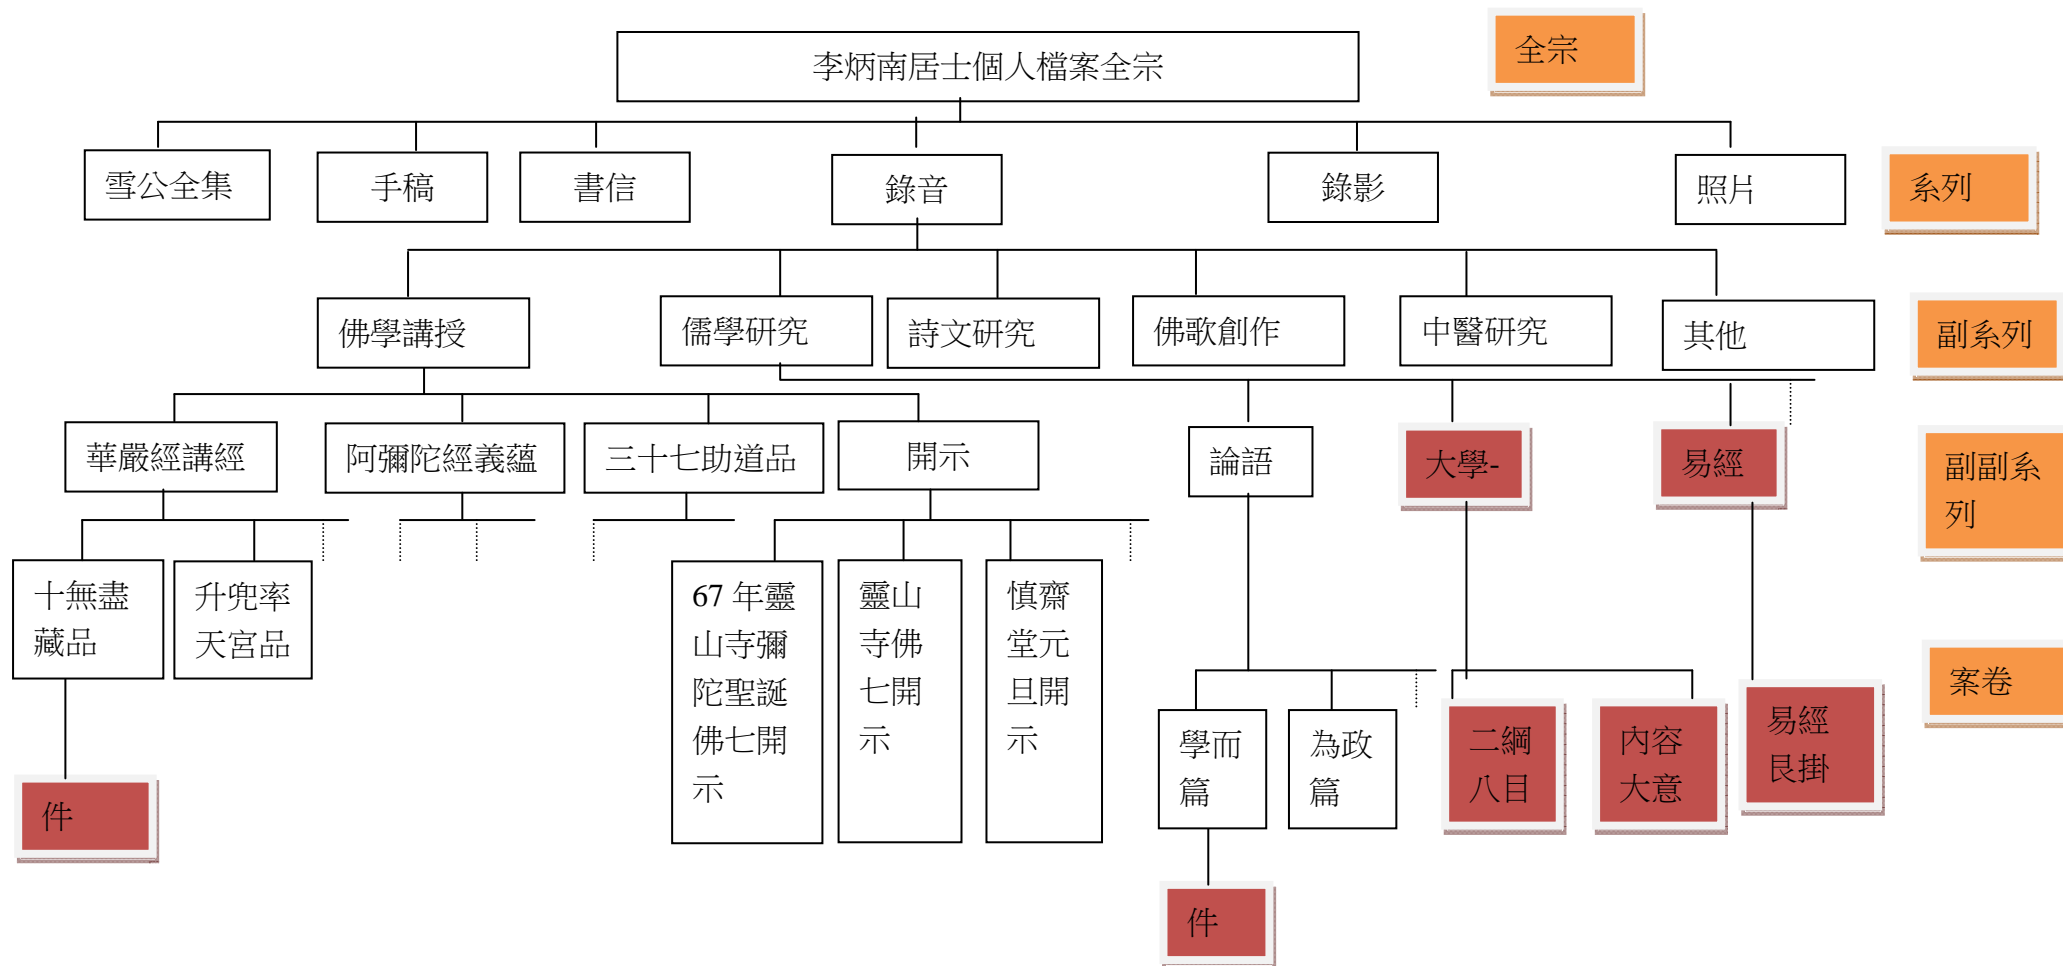 李炳南居士個人檔案全宗
全宗
雪公全集
手稿
書信
錄音
錄影
照片
系列
佛學講授
儒學研究
詩文研究
佛歌創作
中醫研究
其他
副系列
華嚴經講經
阿彌陀經義蘊
三十七助道品
開示
論語
大學-
易經
副副系
列
十無盡
藏品
升兜率
天宮品
67 年靈
山寺彌
陀聖誕
佛七開
示
靈山
寺佛
七開
示
慎齋
堂元
旦開
示
學而
篇
為政
篇
二綱
八目
內容
大意
易經
艮掛
案卷
件
件